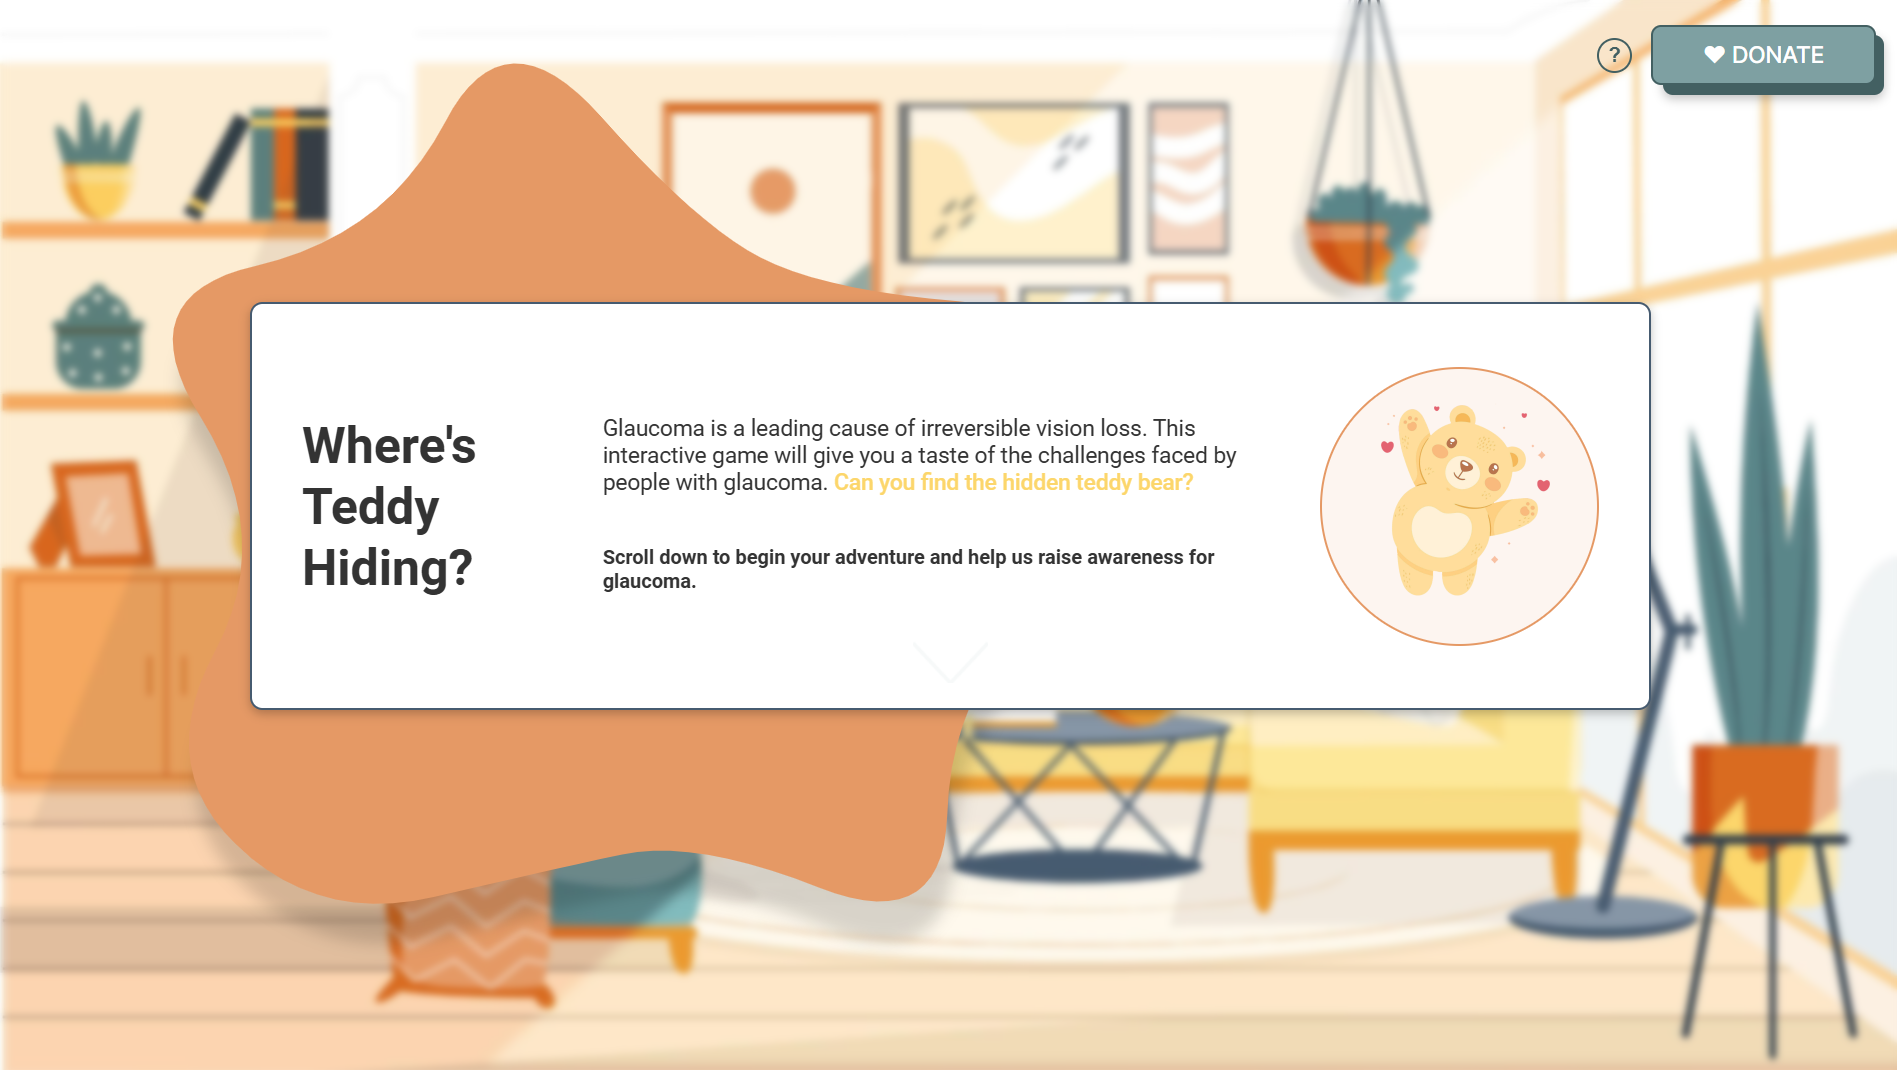 ?
DONATE
Where's
Teddy
Hiding?
Glaucoma is a leading cause of irreversible vision loss. This
interactive game will give you a taste of the challenges faced by
people with glaucoma. Can you find the hidden teddy bear?
Scroll down to begin your adventure and help us raise awareness for
glaucoma.